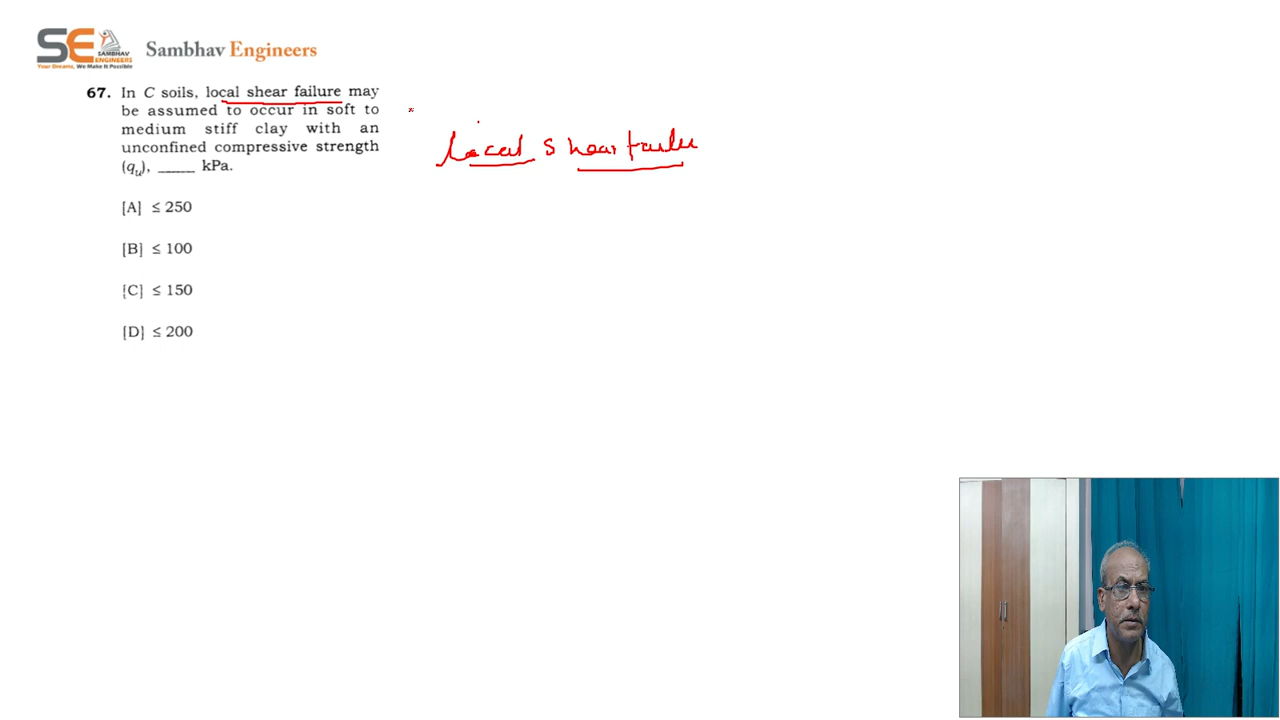 SE
SAMBHAV
ENGINEERS
Your Dreams, We Make It Possible
Sambhav Engineers
67. In C soils, local shear failure may
be assumed to occur in soft to
medium stiff clay with an
unconfined compressive strength
(qu), _____ kPa.
local shear failu
[A] ≤ 250
[B] ≤ 100
[C] ≤ 150
[D] ≤ 200